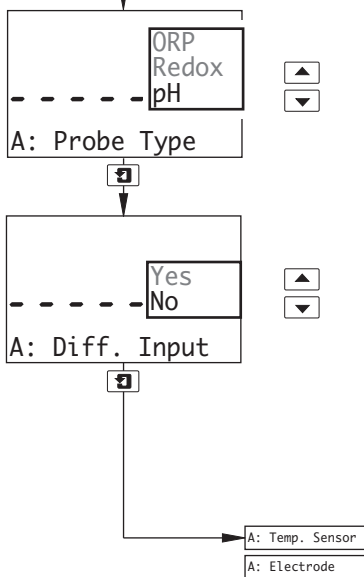 ORP
Redox
pH
A: Probe Type
Yes
No
A: Diff. Input
A: Temp. Sensor
A: Electrode